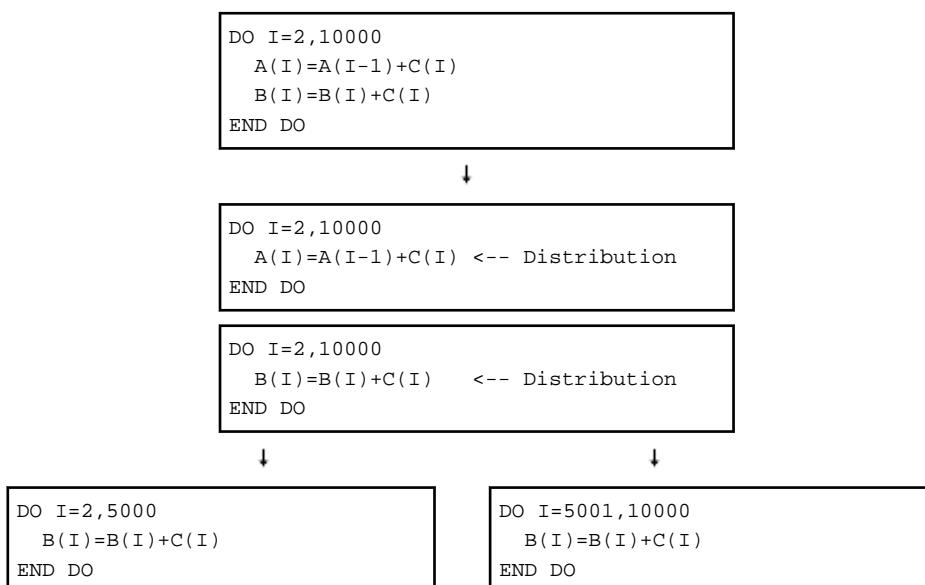 DO I=2,10000
  A(I)=A(I-1)+C(I)
  B(I)=B(I)+C(I)
END DO
DO I=2,10000
  A(I)=A(I-1)+C(I) <-- Distribution
END DO
DO I=2,10000
  B(I)=B(I)+C(I)   <-- Distribution
END DO
DO I=2,5000
  B(I)=B(I)+C(I)
END DO
DO I=5001,10000
  B(I)=B(I)+C(I)
END DO